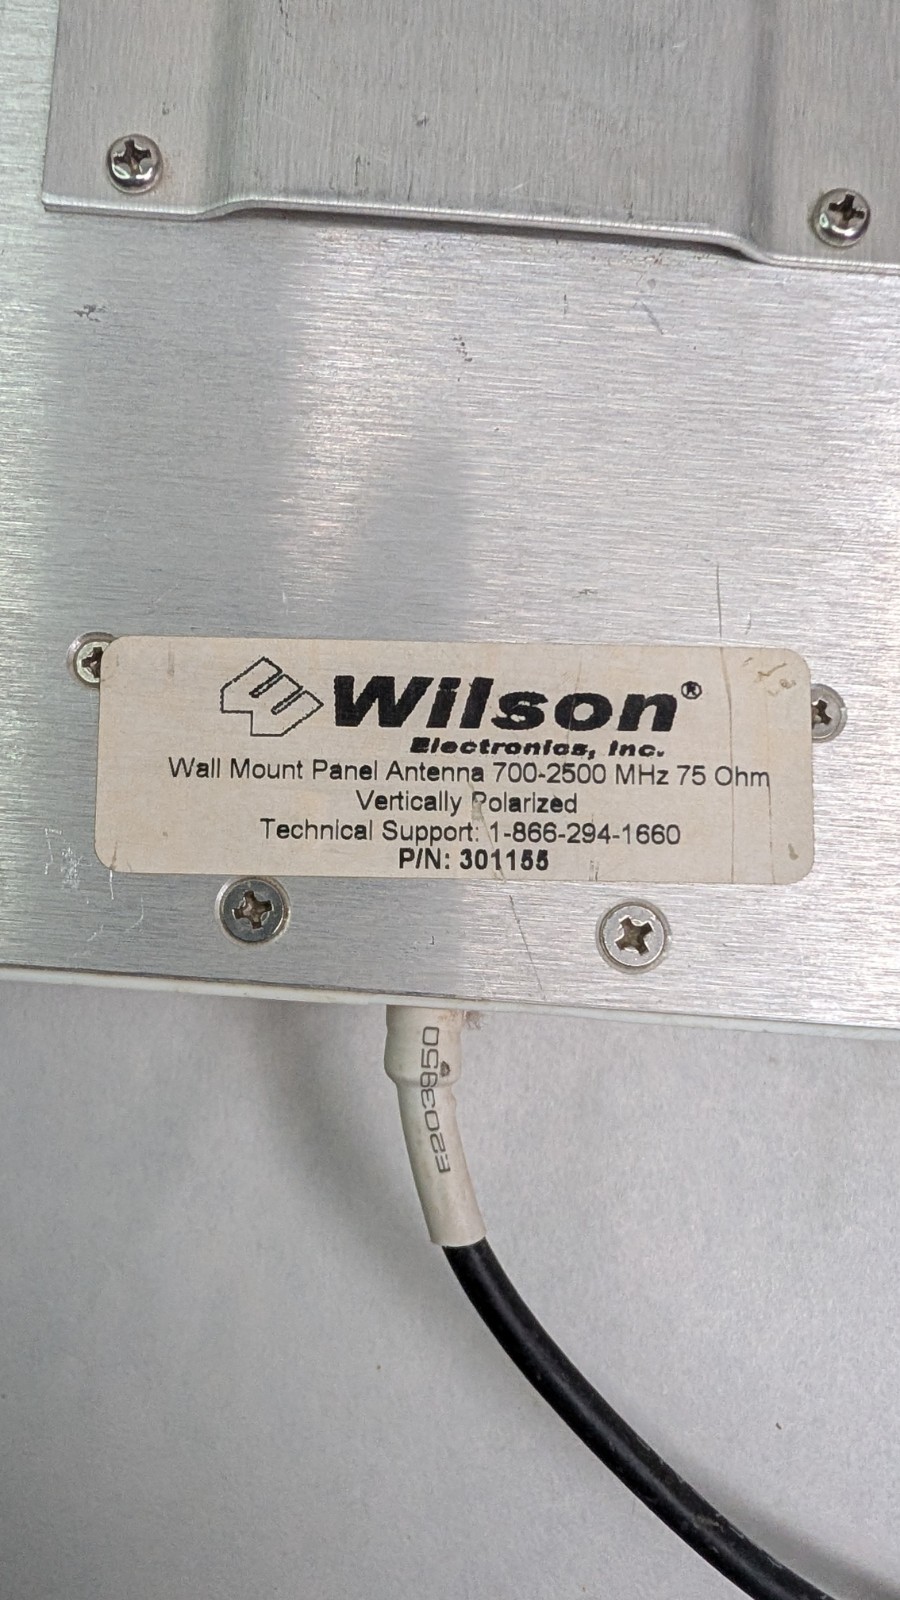 Wilson®
Electronics, Inc.
Wall Mount Panel Antenna 700-2500 MHz 75 Ohm
Vertically Polarized
Technical Support: 1-866-294-1660
P/N: 301155
E203950